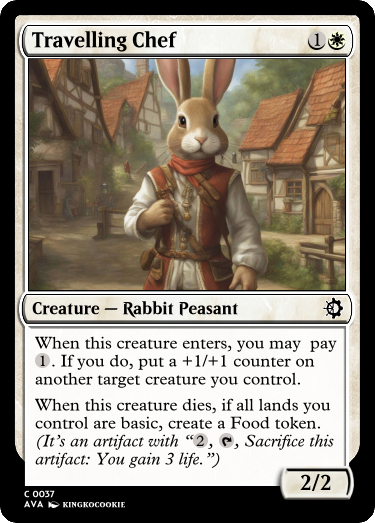 Travelling Chef 1
Creature — Rabbit Peasant
When this creature enters, you may pay
1. If you do, put a +1/+1 counter on
another target creature you control.
When this creature dies, if all lands you
control are basic, create a Food token.
(It's an artifact with “2, , Sacrifice this
artifact: You gain 3 life.”)
2/2
C 0037
AVA KINGKOCOOKIE